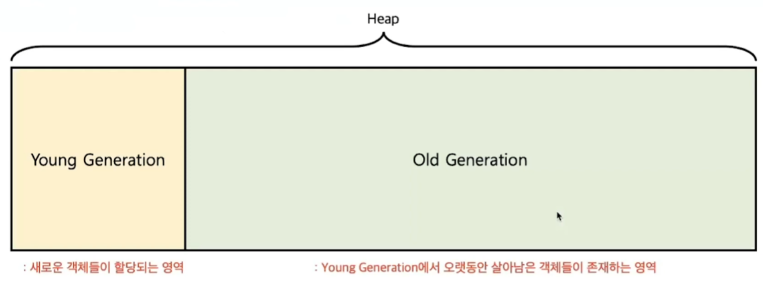 Heap
Young Generation
Old Generation
: 새로운 객체들이 할당되는 영역
: Young Generation에서 오랫동안 살아남은 객체들이 존재하는 영역